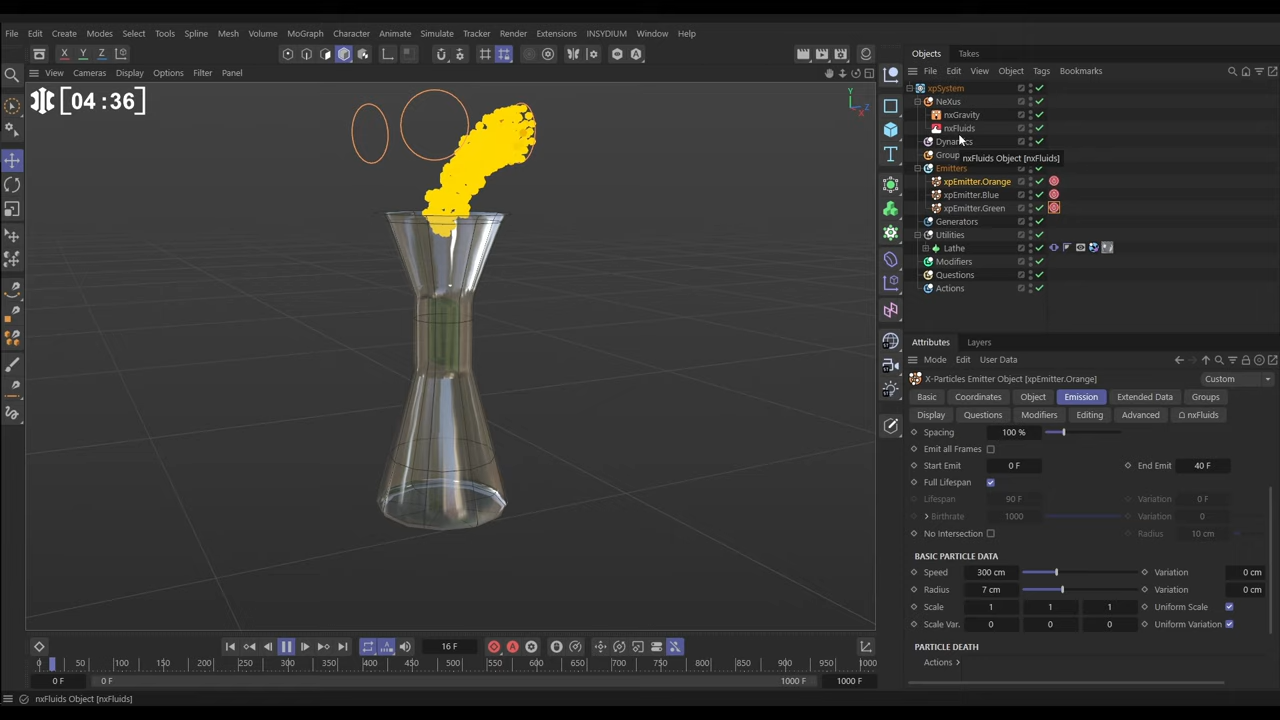 File Edit Create Modes Select Tools Spline Mesh Volume MoGraph Character Animate Simulate Tracker Render Extensions INSYDIUM Window Help
X Y Z
View Cameras Display Options Filter Panel
[04:36]
Y
Z
X
Objects Takes
File Edit View Object Tags Bookmarks
xpSystem
NeXus
nxGravity
nxFluids
Dynamics
Group
nxFluids Object [nxFluids]
Emitters
xpEmitter.Orange
xpEmitter.Blue
xpEmitter.Green
Generators
Utilities
Lathe
Modifiers
Questions
Actions
Attributes Layers
Mode Edit User Data
X-Particles Emitter Object [xpEmitter.Orange] Custom
Basic Coordinates Object Emission Extended Data Groups
Display Questions Modifiers Editing Advanced nxFluids
Spacing 100 %
Emit all Frames
Start Emit 0 F End Emit 40 F
Full Lifespan
Lifespan 90 F Variation 0 F
Birthrate 1000 Variation 0
No Intersection Radius 10 cm
BASIC PARTICLE DATA
Speed 300 cm Variation 0 cm
Radius 7 cm Variation 0 cm
Scale 1 1 1 Uniform Scale
Scale Var. 0 0 0 Uniform Variation
PARTICLE DEATH
Actions
16 F
0 50 100 150 200 250 300 350 400 450 500 550 600 650 700 750 800 850 900 950 1000
0 F 0 F 1000 F 1000 F
nxFluids Object [nxFluids]